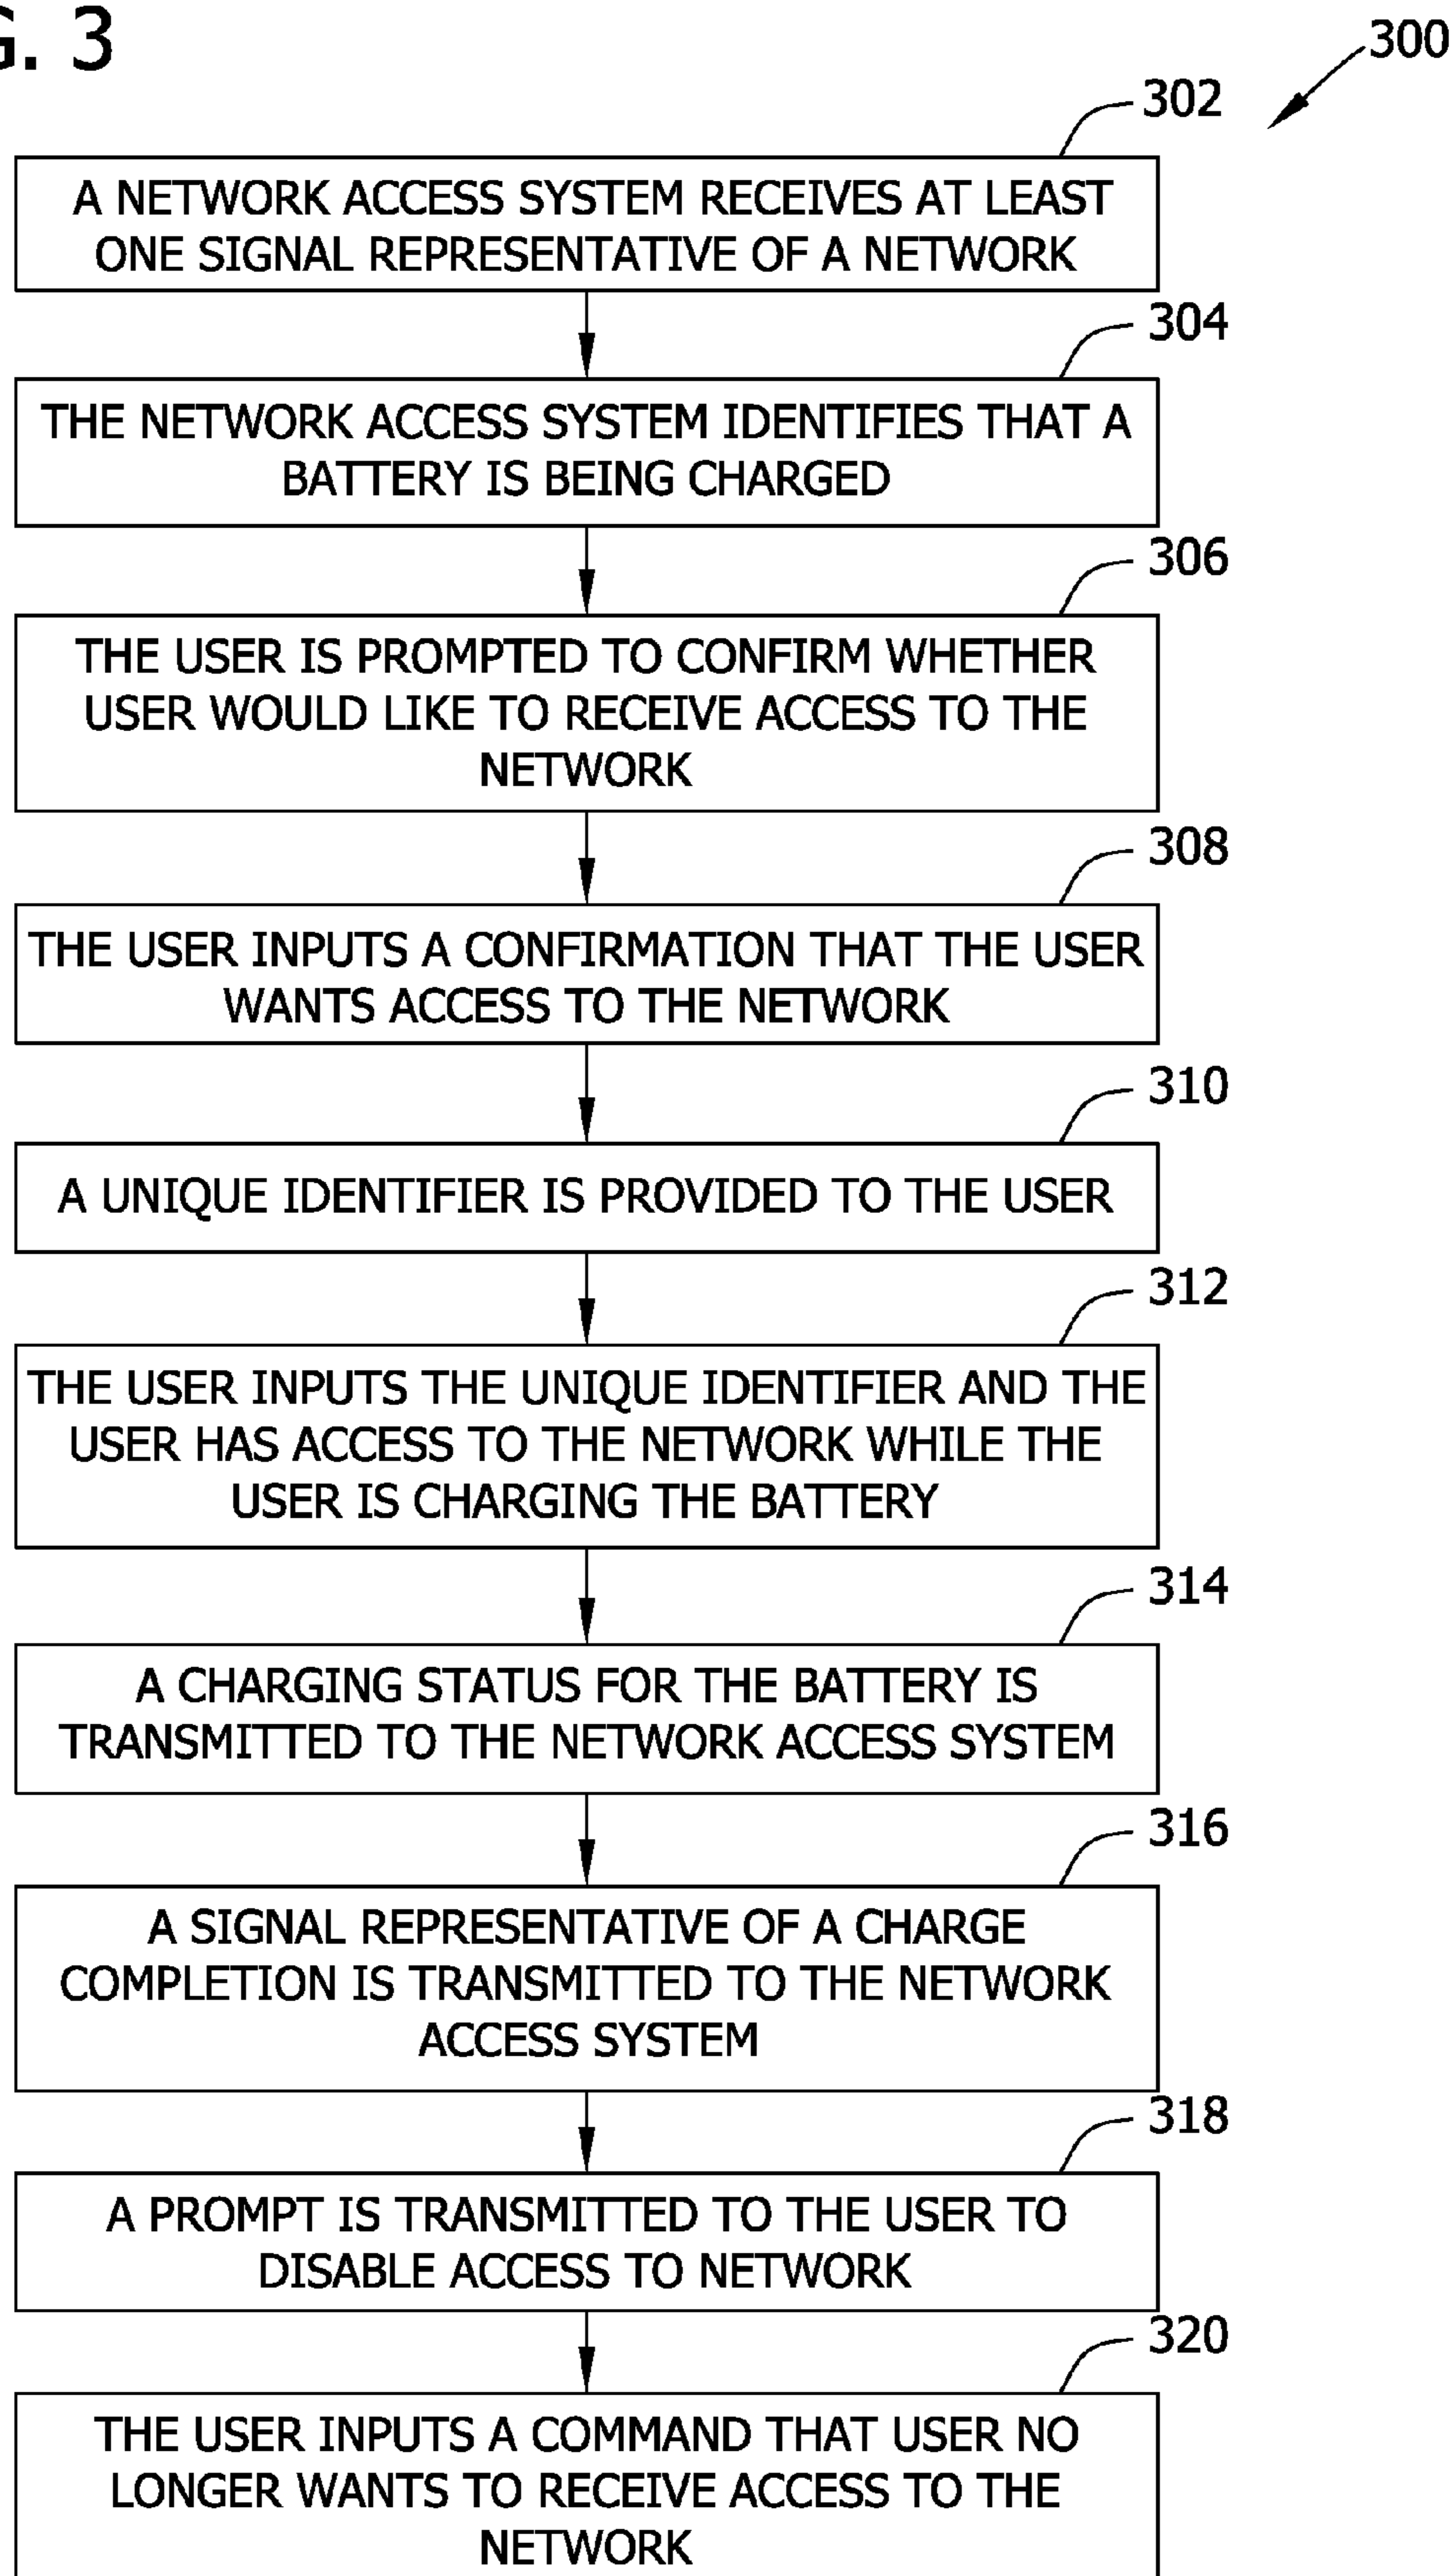 G. 3
300
302
A NETWORK ACCESS SYSTEM RECEIVES AT LEAST
ONE SIGNAL REPRESENTATIVE OF A NETWORK
304
THE NETWORK ACCESS SYSTEM IDENTIFIES THAT A
BATTERY IS BEING CHARGED
306
THE USER IS PROMPTED TO CONFIRM WHETHER
USER WOULD LIKE TO RECEIVE ACCESS TO THE
NETWORK
308
THE USER INPUTS A CONFIRMATION THAT THE USER
WANTS ACCESS TO THE NETWORK
310
A UNIQUE IDENTIFIER IS PROVIDED TO THE USER
312
THE USER INPUTS THE UNIQUE IDENTIFIER AND THE
USER HAS ACCESS TO THE NETWORK WHILE THE
USER IS CHARGING THE BATTERY
314
A CHARGING STATUS FOR THE BATTERY IS
TRANSMITTED TO THE NETWORK ACCESS SYSTEM
316
A SIGNAL REPRESENTATIVE OF A CHARGE
COMPLETION IS TRANSMITTED TO THE NETWORK
ACCESS SYSTEM
318
A PROMPT IS TRANSMITTED TO THE USER TO
DISABLE ACCESS TO NETWORK
320
THE USER INPUTS A COMMAND THAT USER NO
LONGER WANTS TO RECEIVE ACCESS TO THE
NETWORK